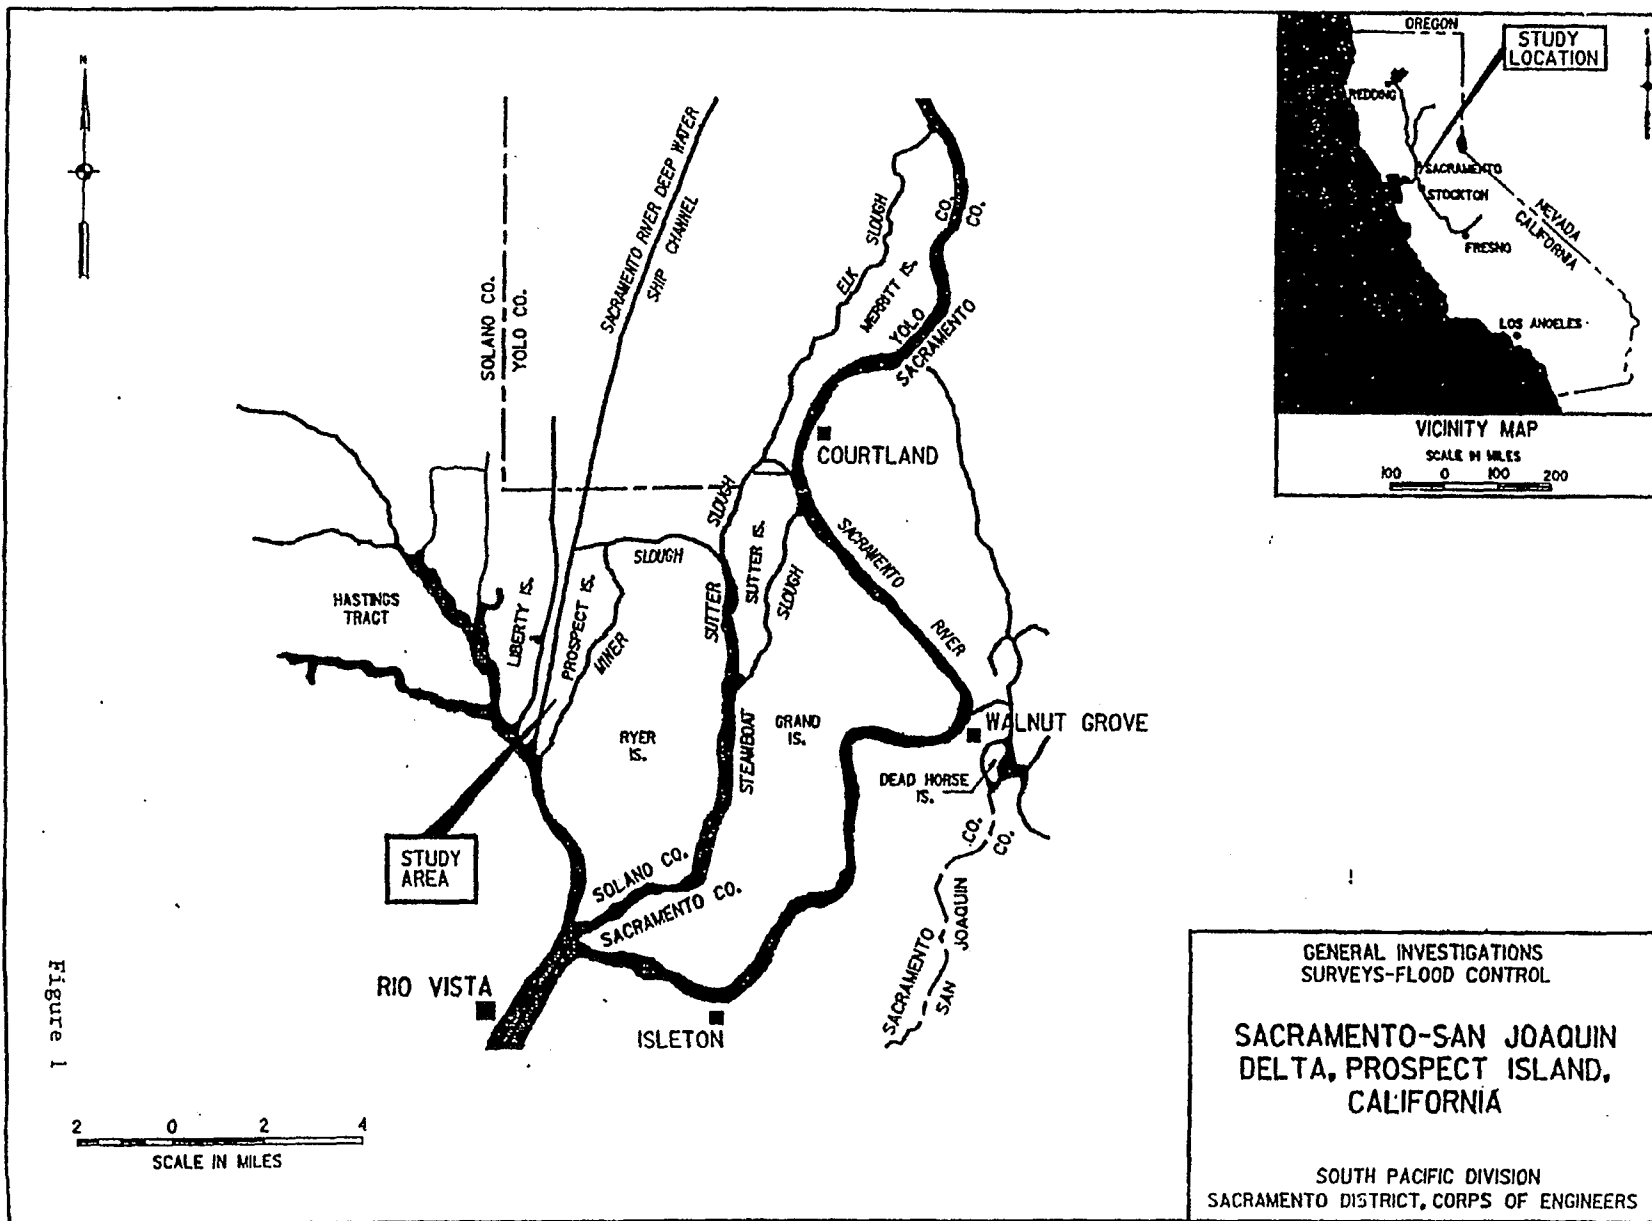 N
OREGON
STUDY
LOCATION
REDDING
SACRAMENTO
STOCKTON
FRESNO
NEVADA
CALIFORNIA
LOS ANGELES
VICINITY MAP
SCALE IN MILES
100 0 100 200
SOLANO CO.
YOLO CO.
SACRAMENTO RIVER DEEP WATER
SHIP CHANNEL
ELK SLOUGH
MERRITT IS.
YOLO CO.
SACRAMENTO CO.
COURTLAND
SLOUGH
SUTTER IS.
SLOUGH
SACRAMENTO RIVER
SLOUGH
HASTINGS
TRACT
LIBERTY IS.
PROSPECT IS.
MINER
SUTTER
RYER
IS.
STEAMBOAT
GRAND
IS.
WALNUT GROVE
DEAD HORSE
IS.
STUDY
AREA
SOLANO CO.
SACRAMENTO CO.
SACRAMENTO CO.
SAN JOAQUIN CO.
RIO VISTA
ISLETON
Figure 1
2 0 2 4
SCALE IN MILES
GENERAL INVESTIGATIONS
SURVEYS-FLOOD CONTROL
SACRAMENTO-SAN JOAQUIN
DELTA, PROSPECT ISLAND,
CALIFORNIA
SOUTH PACIFIC DIVISION
SACRAMENTO DISTRICT, CORPS OF ENGINEERS